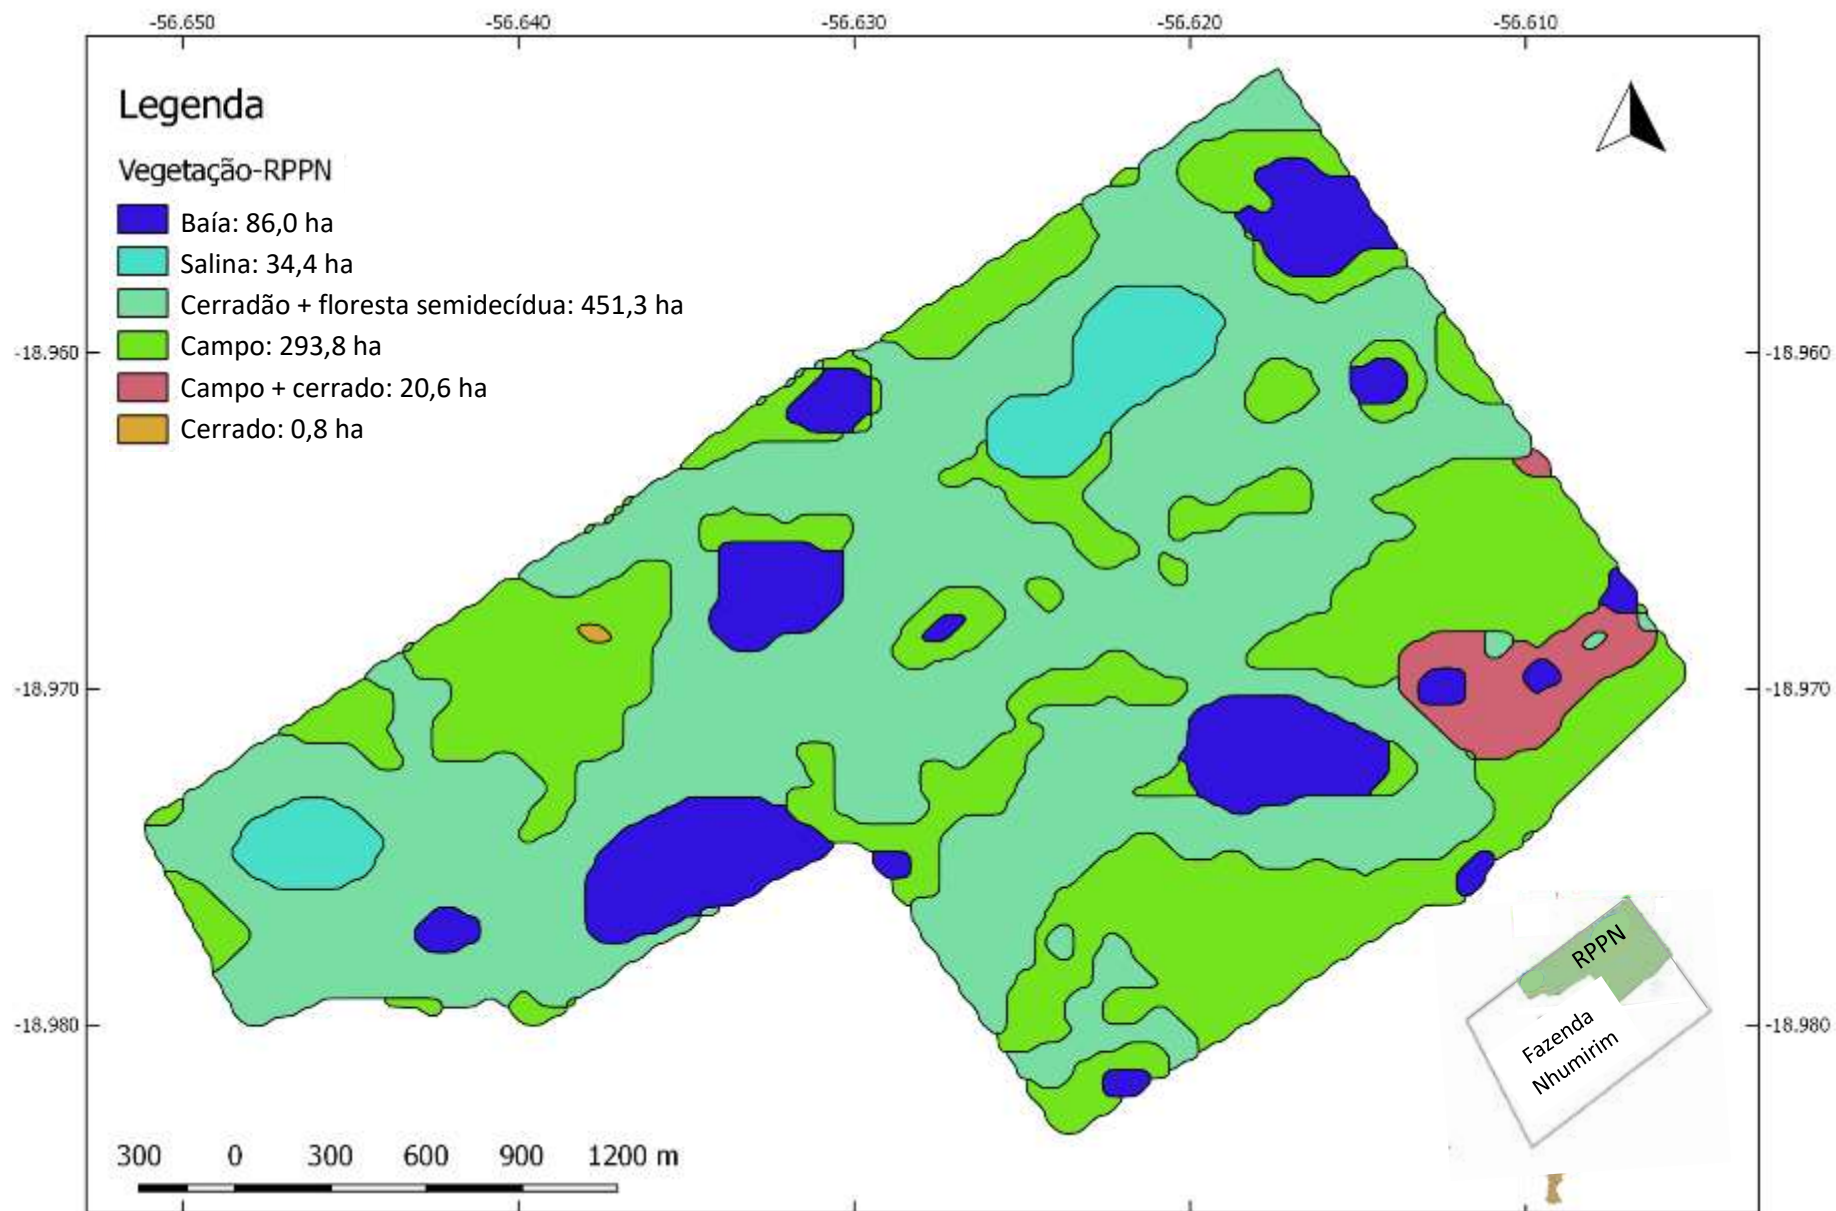 -56.650 -56.640 -56.630 -56.620 -56.610
Legenda
Vegetação-RPPN
Baía: 86,0 ha
Salina: 34,4 ha
Cerradão + floresta semidecídua: 451,3 ha
Campo: 293,8 ha
Campo + cerrado: 20,6 ha
Cerrado: 0,8 ha
-18.960 -18.960
-18.970 -18.970
-18.980 -18.980
RPPN
Fazenda
Nhumirim
300 0 300 600 900 1200 m